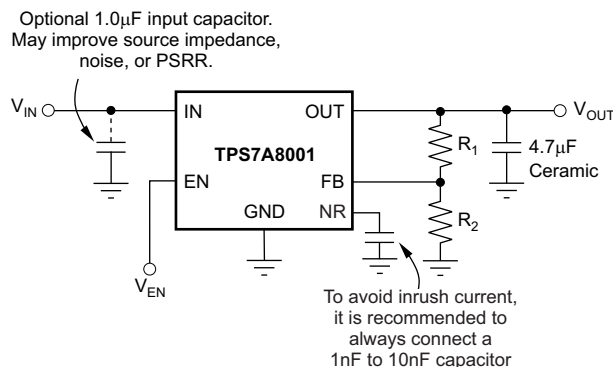 Optional 1.0μF input capacitor.
May improve source impedance,
noise, or PSRR.
V_IN
IN
OUT
V_OUT
TPS7A8001
R_1
4.7μF
Ceramic
EN
FB
GND
NR
R_2
V_EN
To avoid inrush current,
it is recommended to
always connect a
1nF to 10nF capacitor